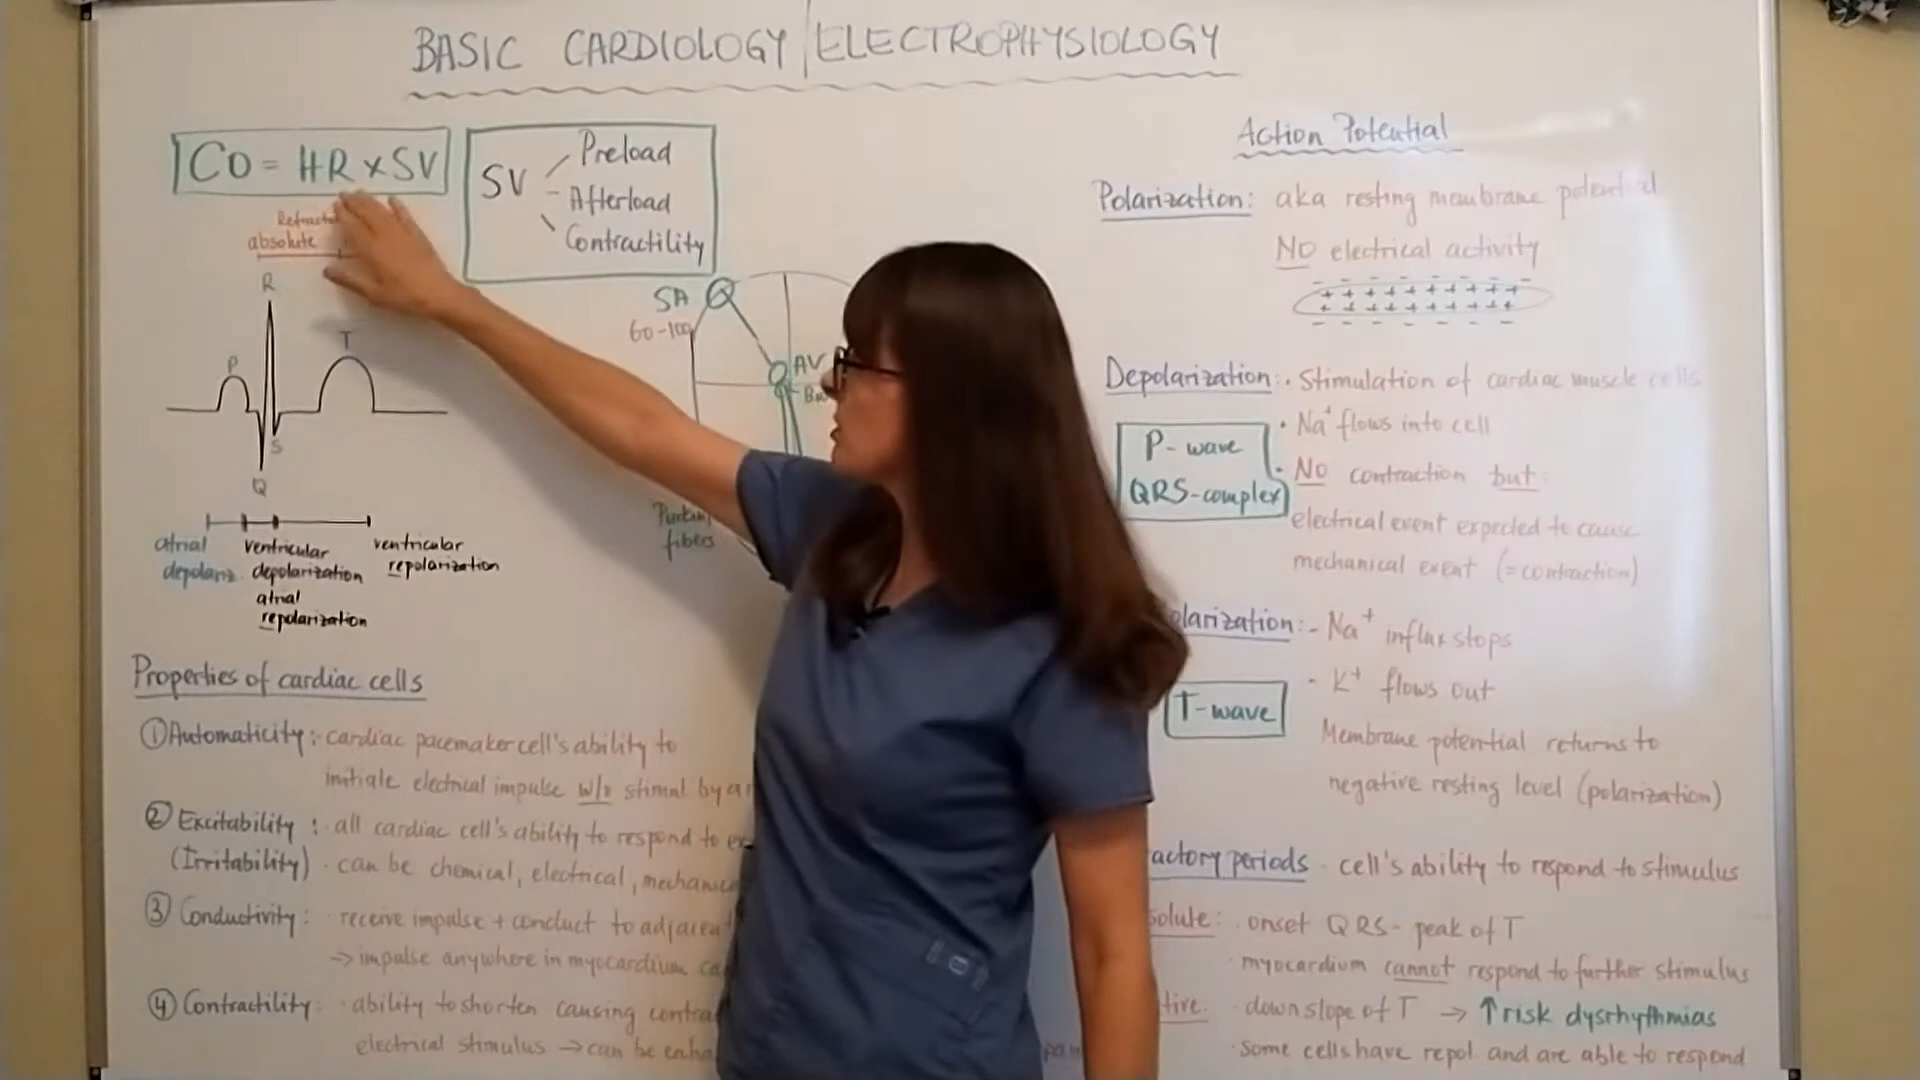 BASIC CARDIOLOGY/ELECTROPHYSIOLOGY
CO = HR x SV
SV
Preload
Afterload
Contractility
absolute
R
P
T
S
Q
atrial
depolariz.
ventricular
depolarization
atrial
repolarization
ventricular
repolarization
SA
60-100
AV
fibers
Properties of cardiac cells
① Automaticity: cardiac pacemaker cell's ability to
initiate electrical impulse w/o stimul. by
② Excitability: · all cardiac cell's ability to respond to
(Irritability) · can be chemical, electrical,
③ Conductivity: · receive impulse + conduct to
→ impulse anywhere in myocardium
④ Contractility: · ability to shorten causing
electrical stimulus → can be
Action Potential
Polarization: aka resting membrane potential
NO electrical activity
- - - - - - - - - -
+ + + + + + + + +
+ + + + + + + + +
- - - - - - - -
Depolarization: · Stimulation of cardiac muscle cells
· Na+ flows into cell
P-wave
QRS-complex
· NO contraction but:
electrical event expected to cause
mechanical event (=contraction)
- Na+ influx stops
- K+ flows out
T-wave
Membrane potential returns to
negative resting level (polarization)
periods - cell's ability to respond to stimulus
· onset QRS - peak of T
· myocardium cannot respond to further stimulus
· downslope of T → ↑ risk dysrhythmias
· some cells have repol. and are able to respond